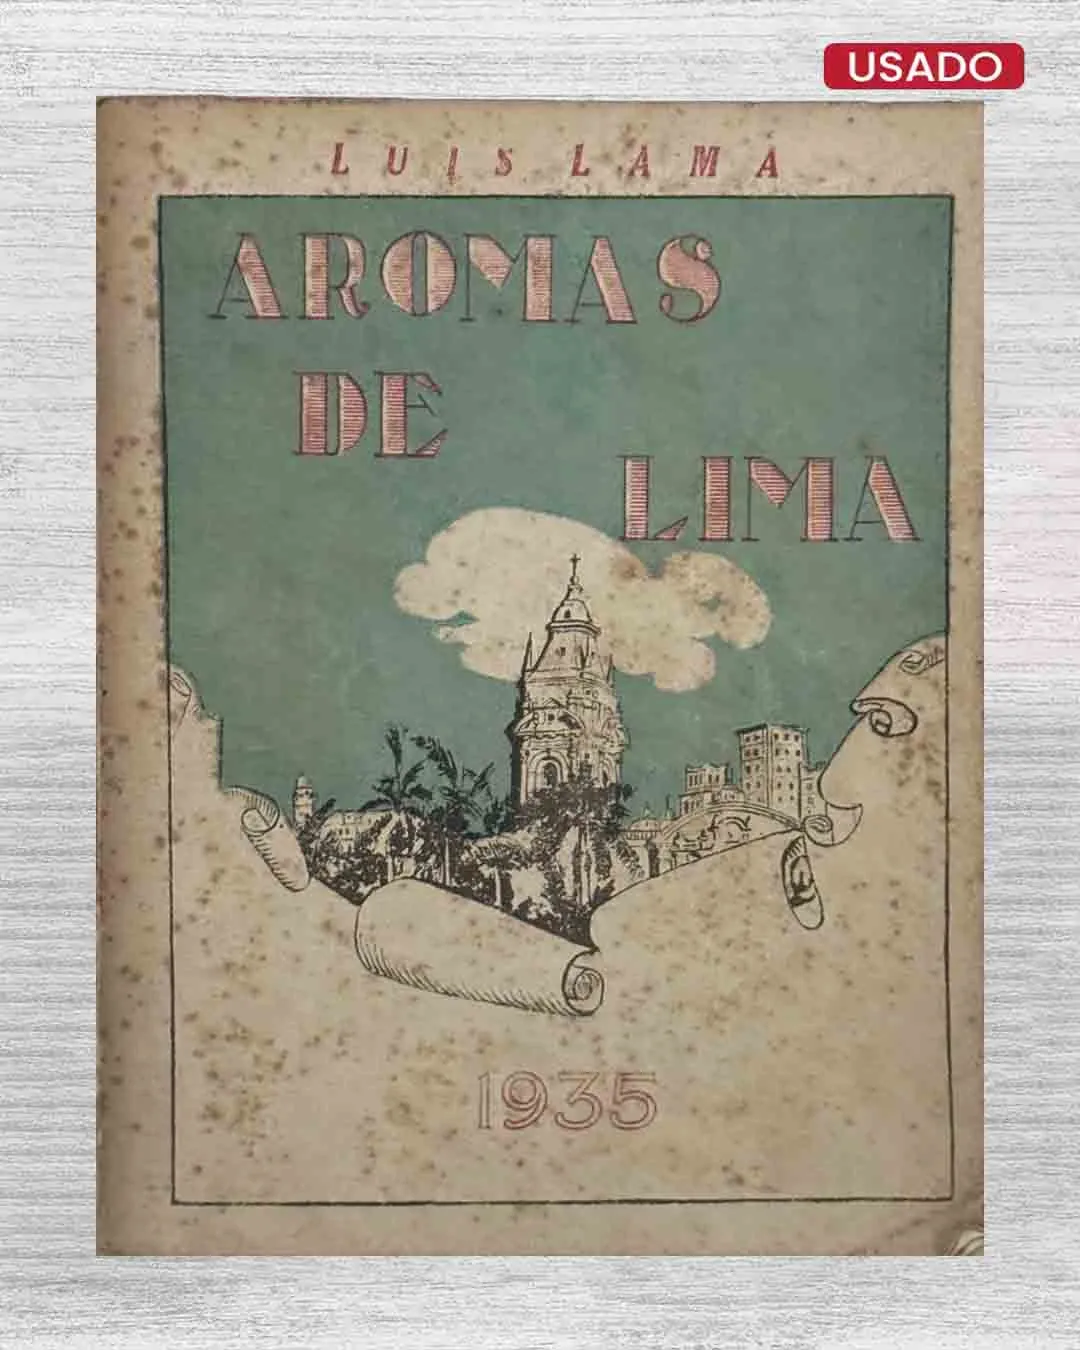 USADO
LUIS LAMA
AROMAS
DE
LIMA
1935